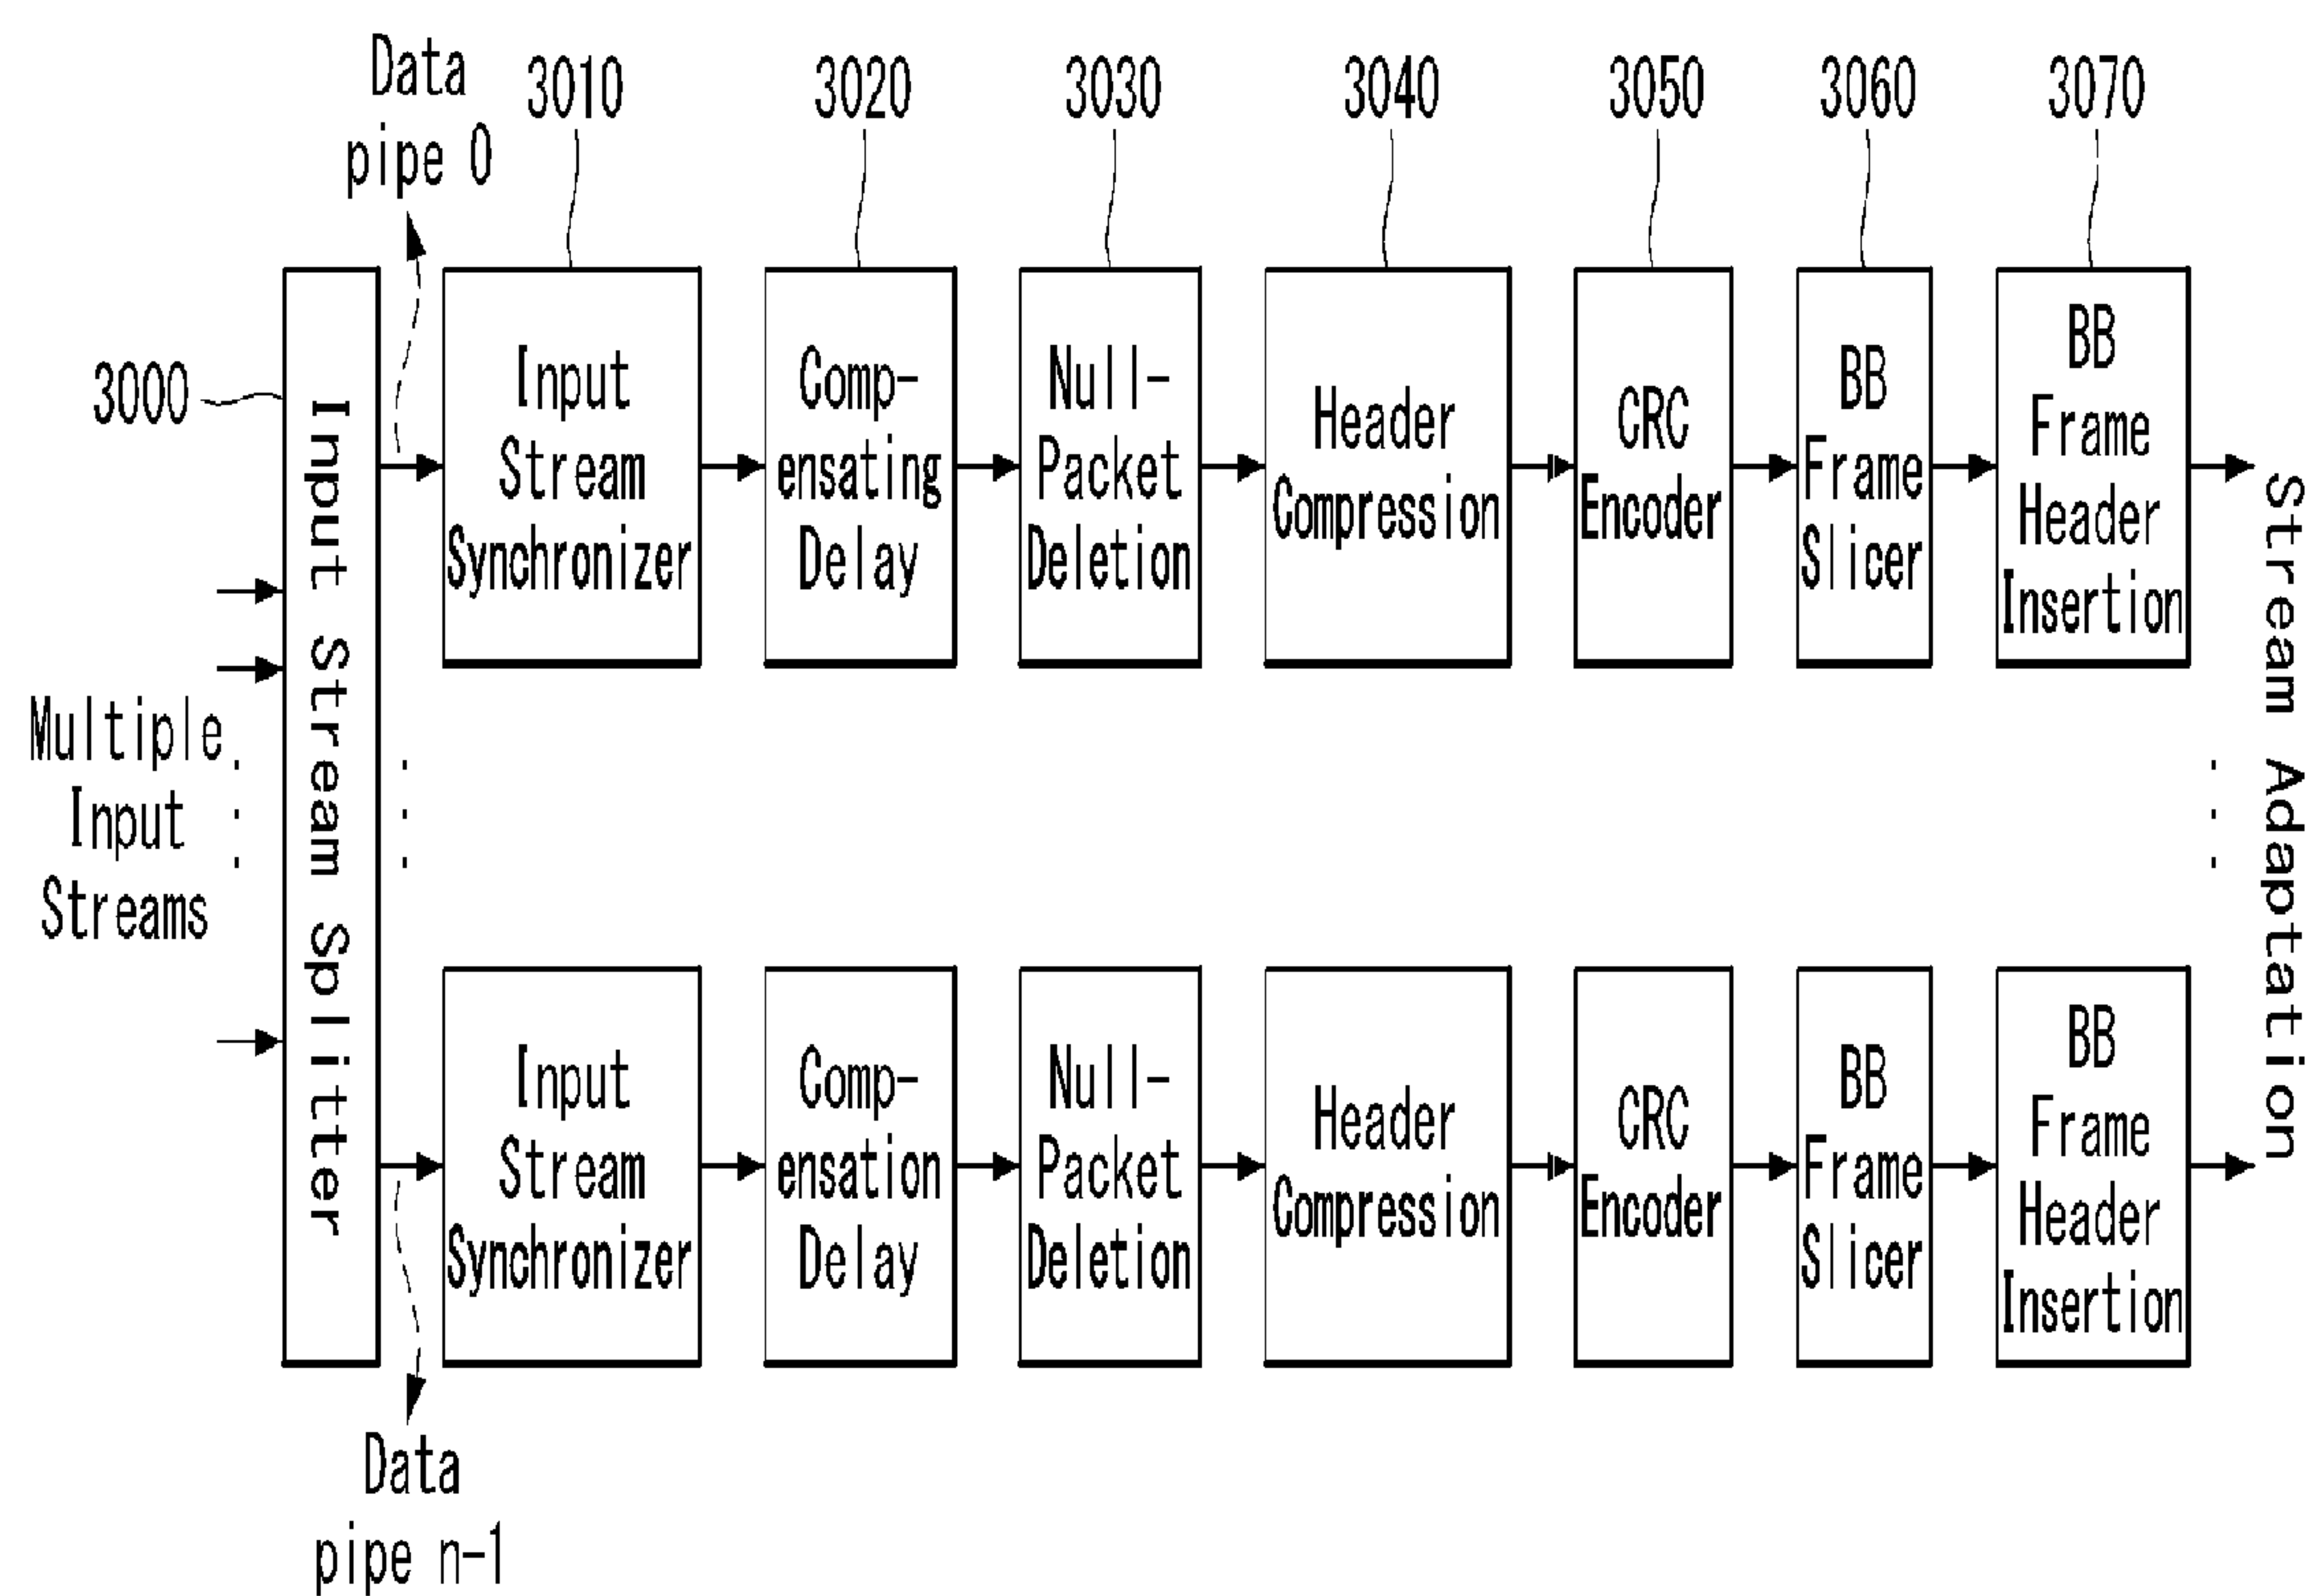 Data
pipe 0
3010
3020
3030
3040
3050
3060
3070
3000
Multiple
Input
Streams
Input Stream Splitter
Input
Stream
Synchronizer
Comp-
ensating
Delay
Null-
Packet
Deletion
Header
Compression
CRC
Encoder
BB
Frame
Slicer
BB
Frame
Header
Insertion
Stream Adaptation
Input
Stream
Synchronizer
Comp-
ensation
Delay
Null-
Packet
Deletion
Header
Compression
CRC
Encoder
BB
Frame
Slicer
BB
Frame
Header
Insertion
Data
pipe n-1